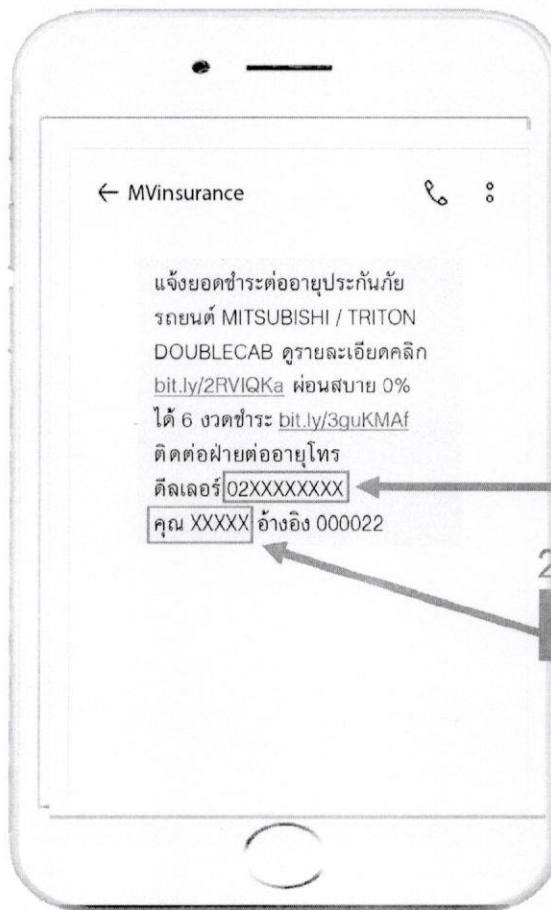 ← MVinsurance
แจ้งยอดชำระต่ออายุประกันภัย
รถยนต์ MITSUBISHI / TRITON
DOUBLECAB ดูรายละเอียดคลิก
bit.ly/2RVIQKa ผ่อนสบาย 0%
ได้ 6 งวดชำระ bit.ly/3guKMAf
ติดต่อฝ่ายต่ออายุโทร
ดีลเลอร์ 02XXXXXXXX
คุณ XXXXX อ้างอิง 000022
2